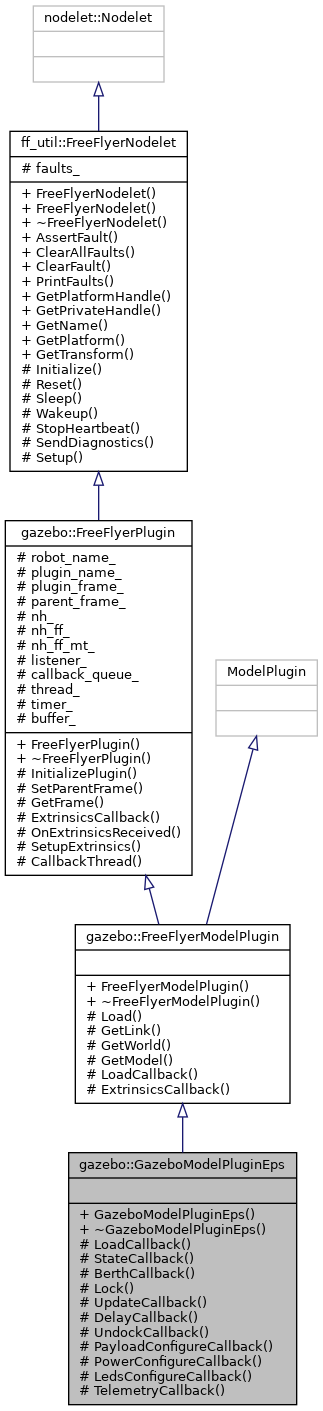 nodelet::Nodelet
ff_util::FreeFlyerNodelet
# faults_
+ FreeFlyerNodelet()
+ FreeFlyerNodelet()
+ ~FreeFlyerNodelet()
+ AssertFault()
+ ClearAllFaults()
+ ClearFault()
+ PrintFaults()
+ GetPlatformHandle()
+ GetPrivateHandle()
+ GetName()
+ GetPlatform()
+ GetTransform()
# Initialize()
# Reset()
# Sleep()
# Wakeup()
# StopHeartbeat()
# SendDiagnostics()
# Setup()
gazebo::FreeFlyerPlugin
# robot_name_
# plugin_name_
# plugin_frame_
# parent_frame_
# nh_
# nh_ff_
# nh_ff_mt_
# listener_
# callback_queue_
# thread_
# timer_
# buffer_
+ FreeFlyerPlugin()
+ ~FreeFlyerPlugin()
# InitializePlugin()
# SetParentFrame()
# GetFrame()
# ExtrinsicsCallback()
# OnExtrinsicsReceived()
# SetupExtrinsics()
# CallbackThread()
ModelPlugin
gazebo::FreeFlyerModelPlugin
+ FreeFlyerModelPlugin()
+ ~FreeFlyerModelPlugin()
# Load()
# GetLink()
# GetWorld()
# GetModel()
# LoadCallback()
# ExtrinsicsCallback()
gazebo::GazeboModelPluginEps
+ GazeboModelPluginEps()
+ ~GazeboModelPluginEps()
# LoadCallback()
# StateCallback()
# BerthCallback()
# Lock()
# UpdateCallback()
# DelayCallback()
# UndockCallback()
# PayloadConfigureCallback()
# PowerConfigureCallback()
# LedsConfigureCallback()
# TelemetryCallback()